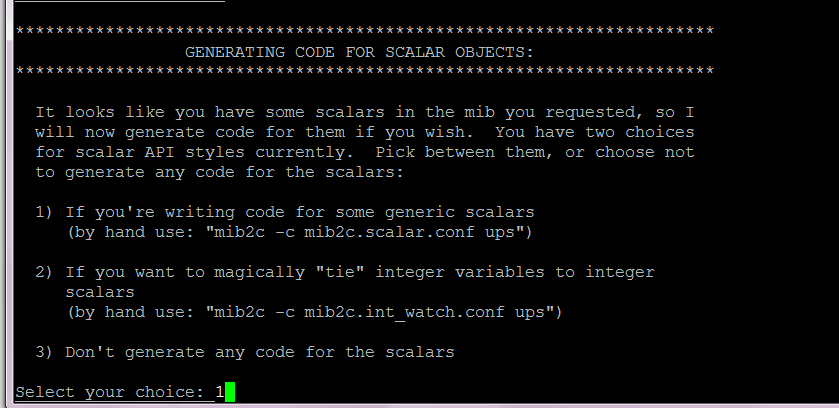 **********************************************************************
GENERATING CODE FOR SCALAR OBJECTS:
**********************************************************************
It looks like you have some scalars in the mib you requested, so I
will now generate code for them if you wish.  You have two choices
for scalar API styles currently.  Pick between them, or choose not
to generate any code for the scalars:
1) If you're writing code for some generic scalars
(by hand use: "mib2c -c mib2c.scalar.conf ups")
2) If you want to magically "tie" integer variables to integer
scalars
(by hand use: "mib2c -c mib2c.int_watch.conf ups")
3) Don't generate any code for the scalars
Select your choice: 1